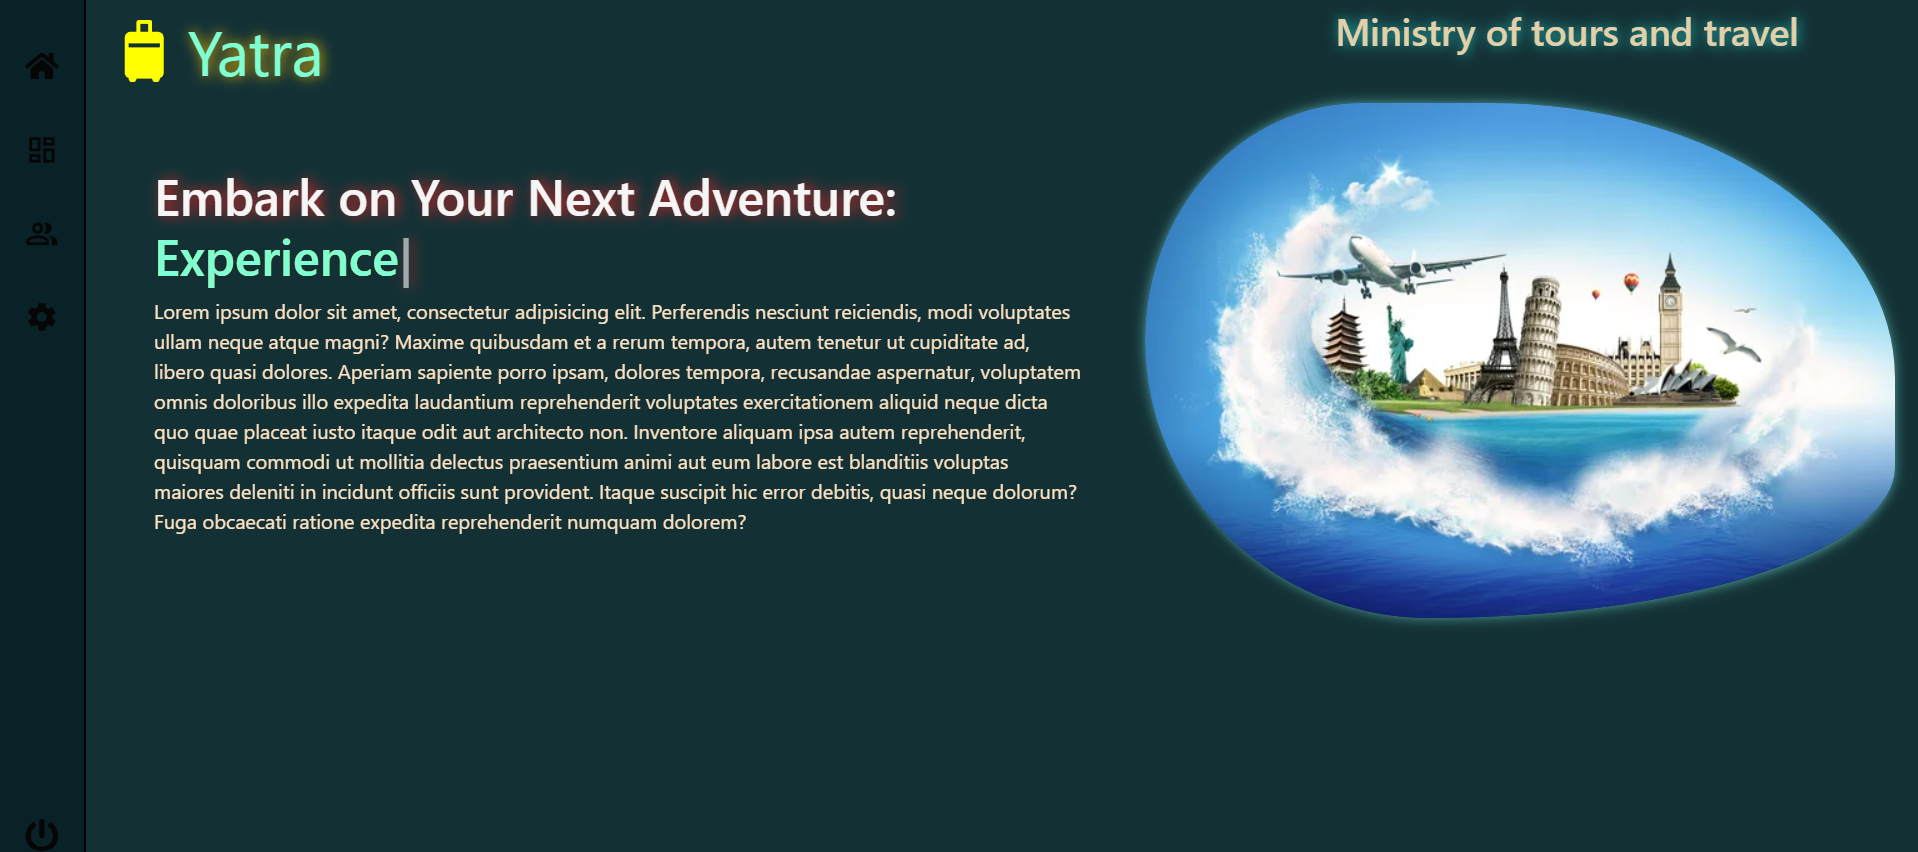 Yatra
Ministry of tours and travel
Embark on Your Next Adventure:
Experience|
Lorem ipsum dolor sit amet, consectetur adipisicing elit. Perferendis nesciunt reiciendis, modi voluptates
ullam neque atque magni? Maxime quibusdam et a rerum tempora, autem tenetur ut cupiditate ad,
libero quasi dolores. Aperiam sapiente porro ipsam, dolores tempora, recusandae aspernatur, voluptatem
omnis doloribus illo expedita laudantium reprehenderit voluptates exercitationem aliquid neque dicta
quo quae placeat iusto itaque odit aut architecto non. Inventore aliquam ipsa autem reprehenderit,
quisquam commodi ut mollitia delectus praesentium animi aut eum labore est blanditiis voluptas
maiores deleniti in incidunt officiis sunt provident. Itaque suscipit hic error debitis, quasi neque dolorum?
Fuga obcaecati ratione expedita reprehenderit numquam dolorem?